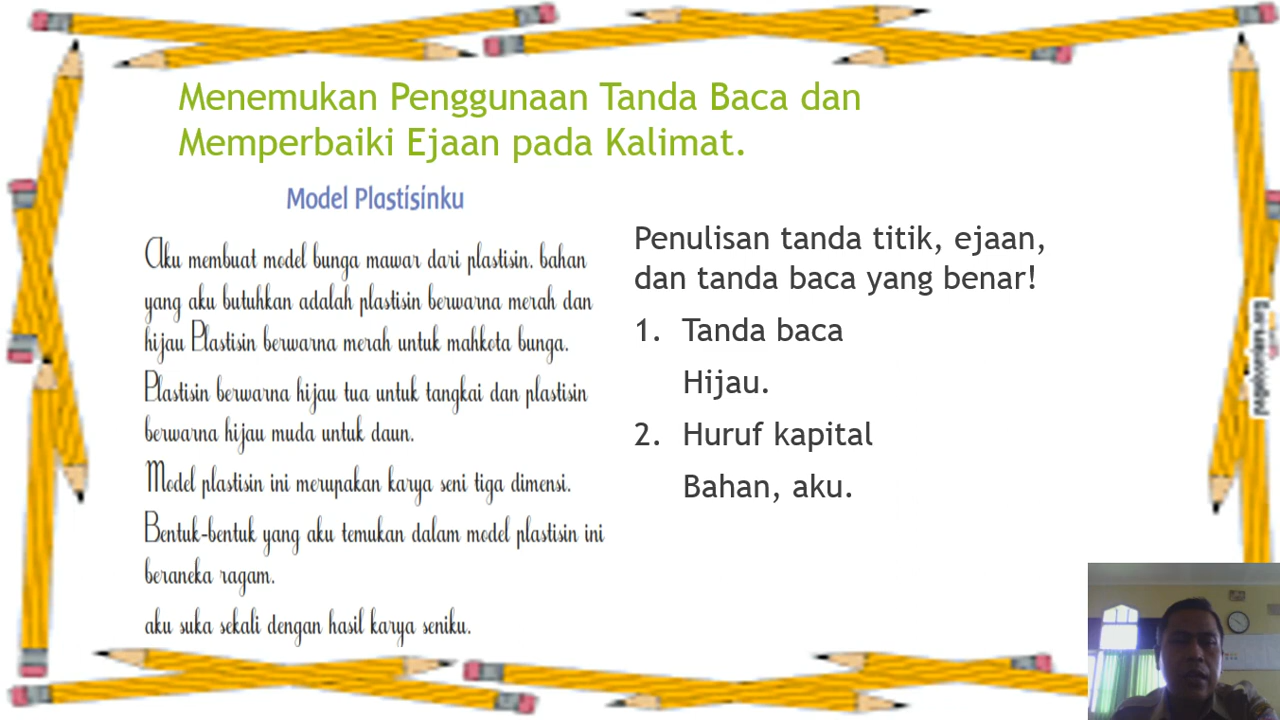 Menemukan Penggunaan Tanda Baca dan
Memperbaiki Ejaan pada Kalimat.
Model Plastisinku
Aku membuat model bunga mawar dari plastisin. bahan
yang aku butuhkan adalah plastisin berwarna merah dan
hijau Plastisin berwarna merah untuk mahkota bunga.
Plastisin berwarna hijau tua untuk tangkai dan plastisin
berwarna hijau muda untuk daun.
Model plastisin ini merupakan karya seni tiga dimensi.
Bentuk-bentuk yang aku temukan dalam model plastisin ini
beraneka ragam.
aku suka sekali dengan hasil karya seniku.
Penulisan tanda titik, ejaan,
dan tanda baca yang benar!
1. Tanda baca
Hijau.
2. Huruf kapital
Bahan, aku.